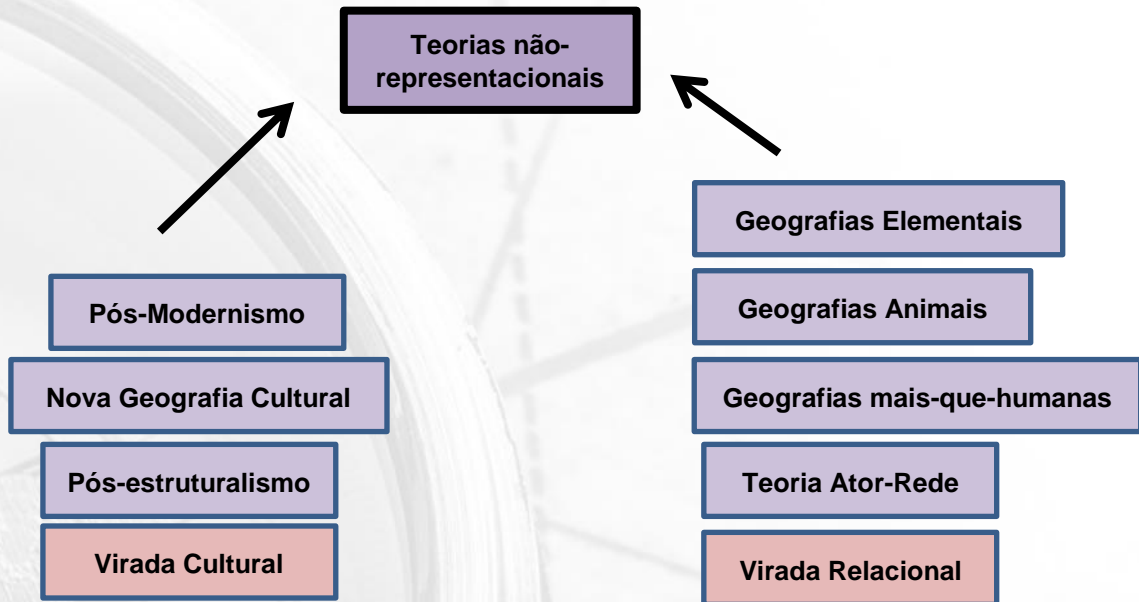 Teorias não-
representacionais
Pós-Modernismo
Nova Geografia Cultural
Pós-estruturalismo
Virada Cultural
Geografias Elementais
Geografias Animais
Geografias mais-que-humanas
Teoria Ator-Rede
Virada Relacional